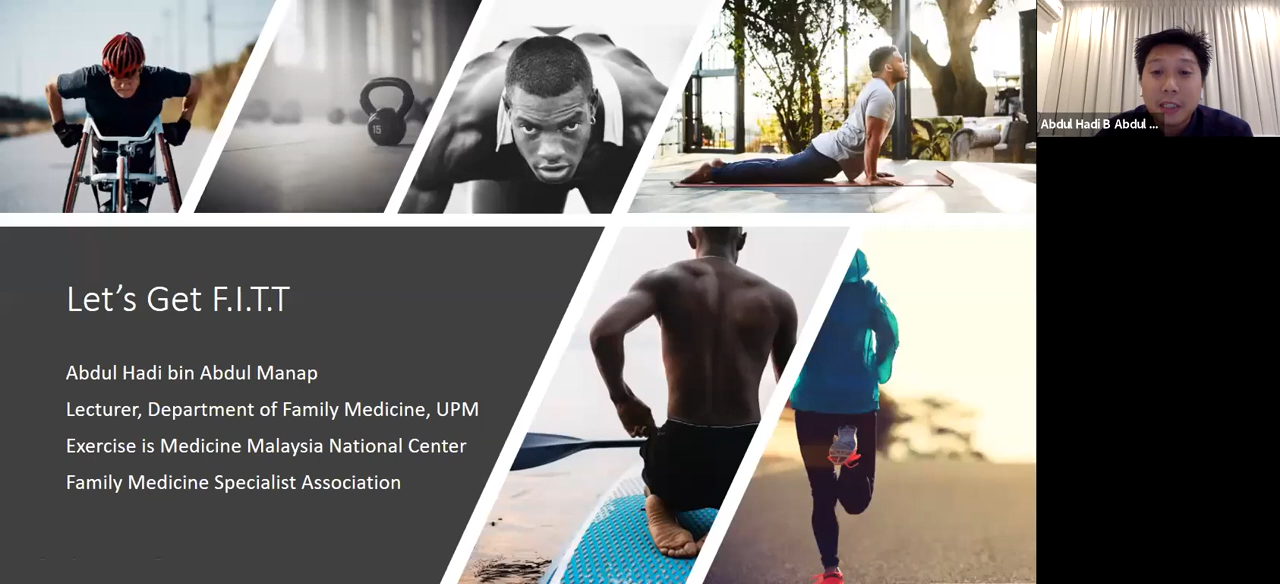 15
Abdul Hadi B Abdul ...
Let's Get F.I.T.T
Abdul Hadi bin Abdul Manap
Lecturer, Department of Family Medicine, UPM
Exercise is Medicine Malaysia National Center
Family Medicine Specialist Association